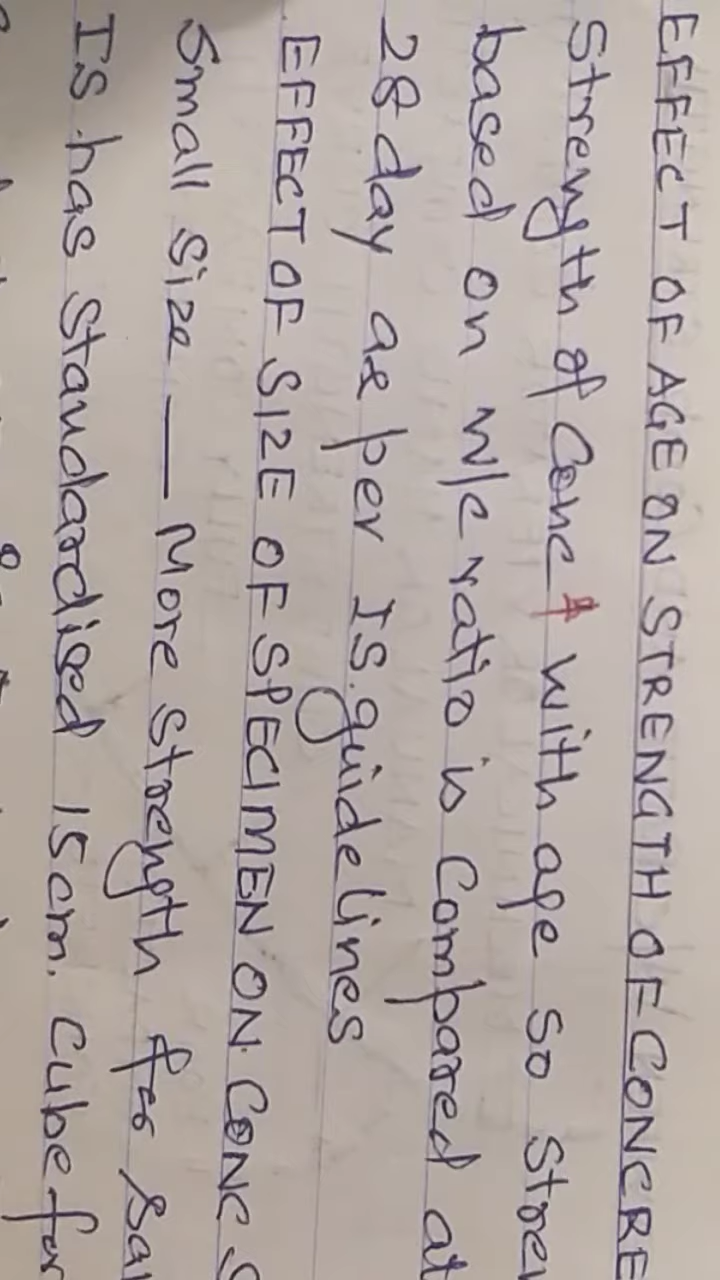 EFFECT OF AGE ON STRENGTH OF CONCRE
Strength of Conc ↑ with age so Stren
based on w/c ratio is Compared at
28 day as per IS guidelines
EFFECT OF SIZE OF SPECIMEN ON CONC S
Small Size — More Strength for Sa
IS has Standardised 15cm. Cube for